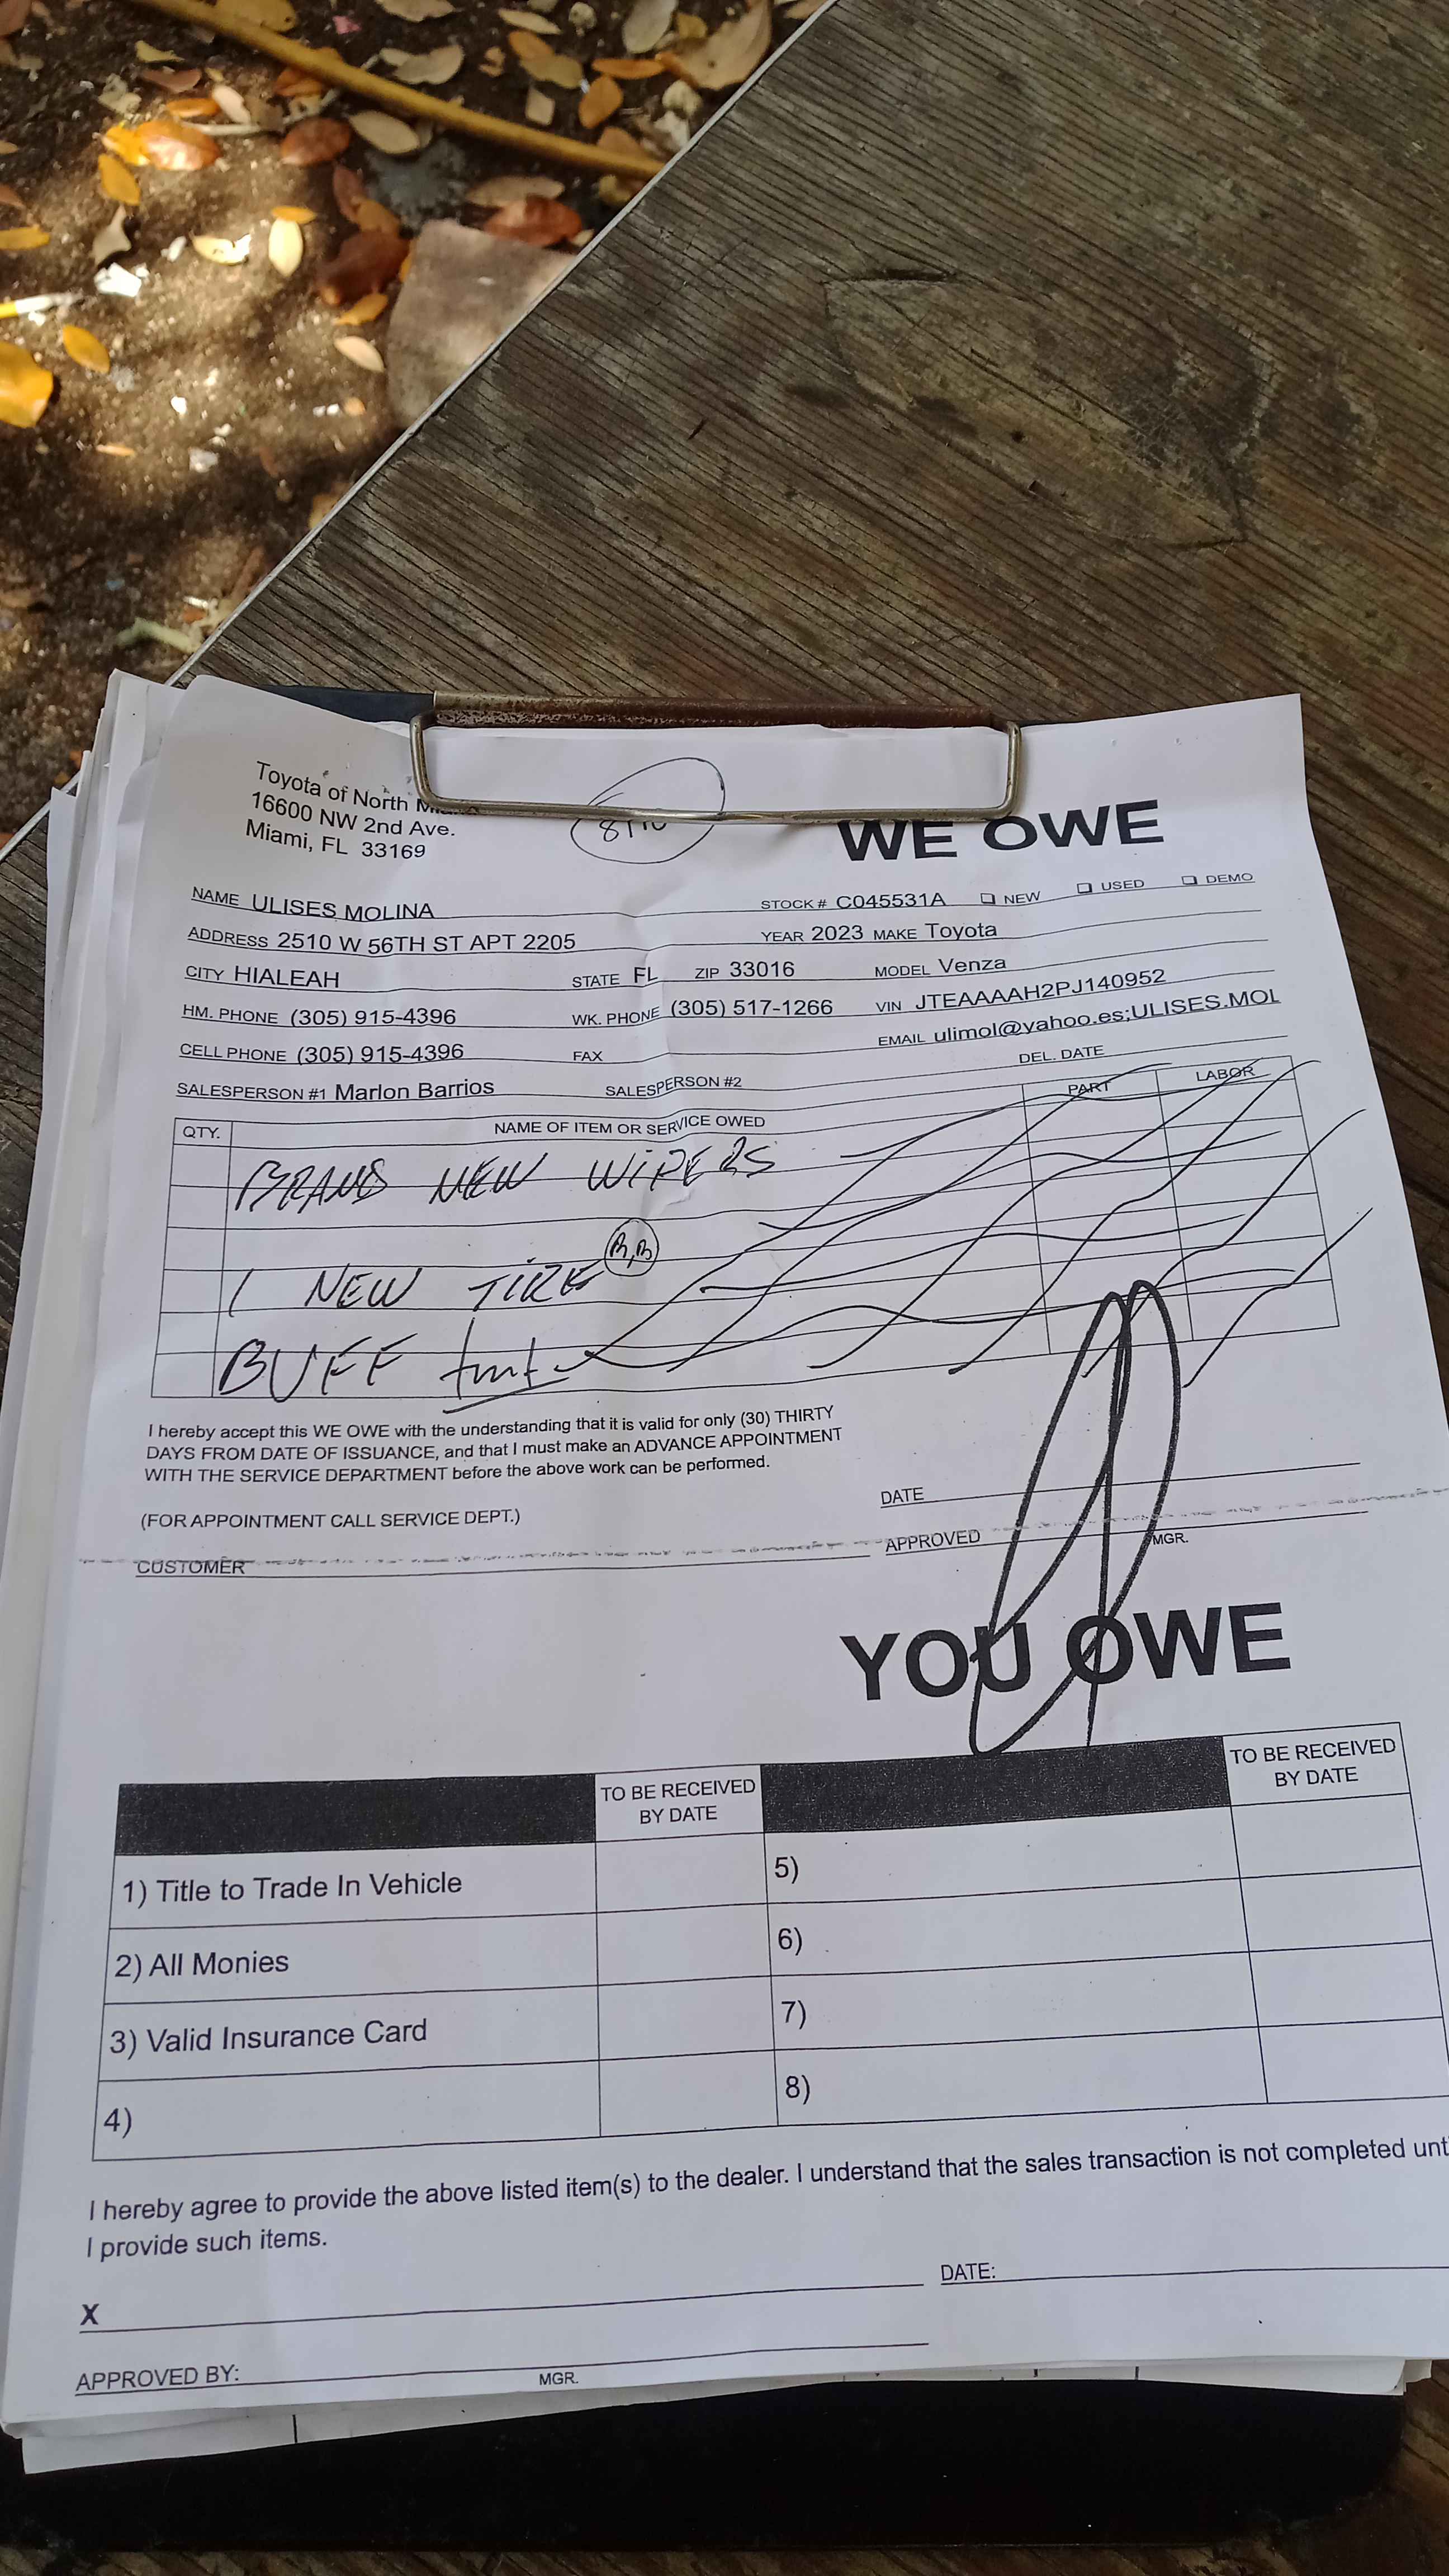 Toyota of North
16600 NW 2nd Ave.
Miami, FL 33169
WE OWE
NAME ULISES MOLINA
STOCK # C045531A NEW USED DEMO
ADDRESS 2510 W 56TH ST APT 2205
YEAR 2023 MAKE Toyota
CITY HIALEAH STATE FL ZIP 33016
MODEL Venza
HM. PHONE (305) 915-4396 WK. PHONE (305) 517-1266
VIN JTEAAAAH2PJ140952
CELL PHONE (305) 915-4396 FAX
EMAIL ulimol@yahoo.es;ULISES.MOL
DEL. DATE
SALESPERSON #1 Marlon Barrios SALESPERSON #2
QTY. NAME OF ITEM OR SERVICE OWED PART LABOR
BRAND NEW WIPERS
1 NEW TIRE
BUFF
I hereby accept this WE OWE with the understanding that it is valid for only (30) THIRTY
DAYS FROM DATE OF ISSUANCE, and that I must make an ADVANCE APPOINTMENT
WITH THE SERVICE DEPARTMENT before the above work can be performed.
DATE
(FOR APPOINTMENT CALL SERVICE DEPT.)
APPROVED MGR.
CUSTOMER
YOU OWE
TO BE RECEIVED
BY DATE
TO BE RECEIVED
BY DATE
1) Title to Trade In Vehicle
5)
2) All Monies
6)
3) Valid Insurance Card
7)
4)
8)
I hereby agree to provide the above listed item(s) to the dealer. I understand that the sales transaction is not completed unt
I provide such items.
X
DATE:
APPROVED BY: MGR.